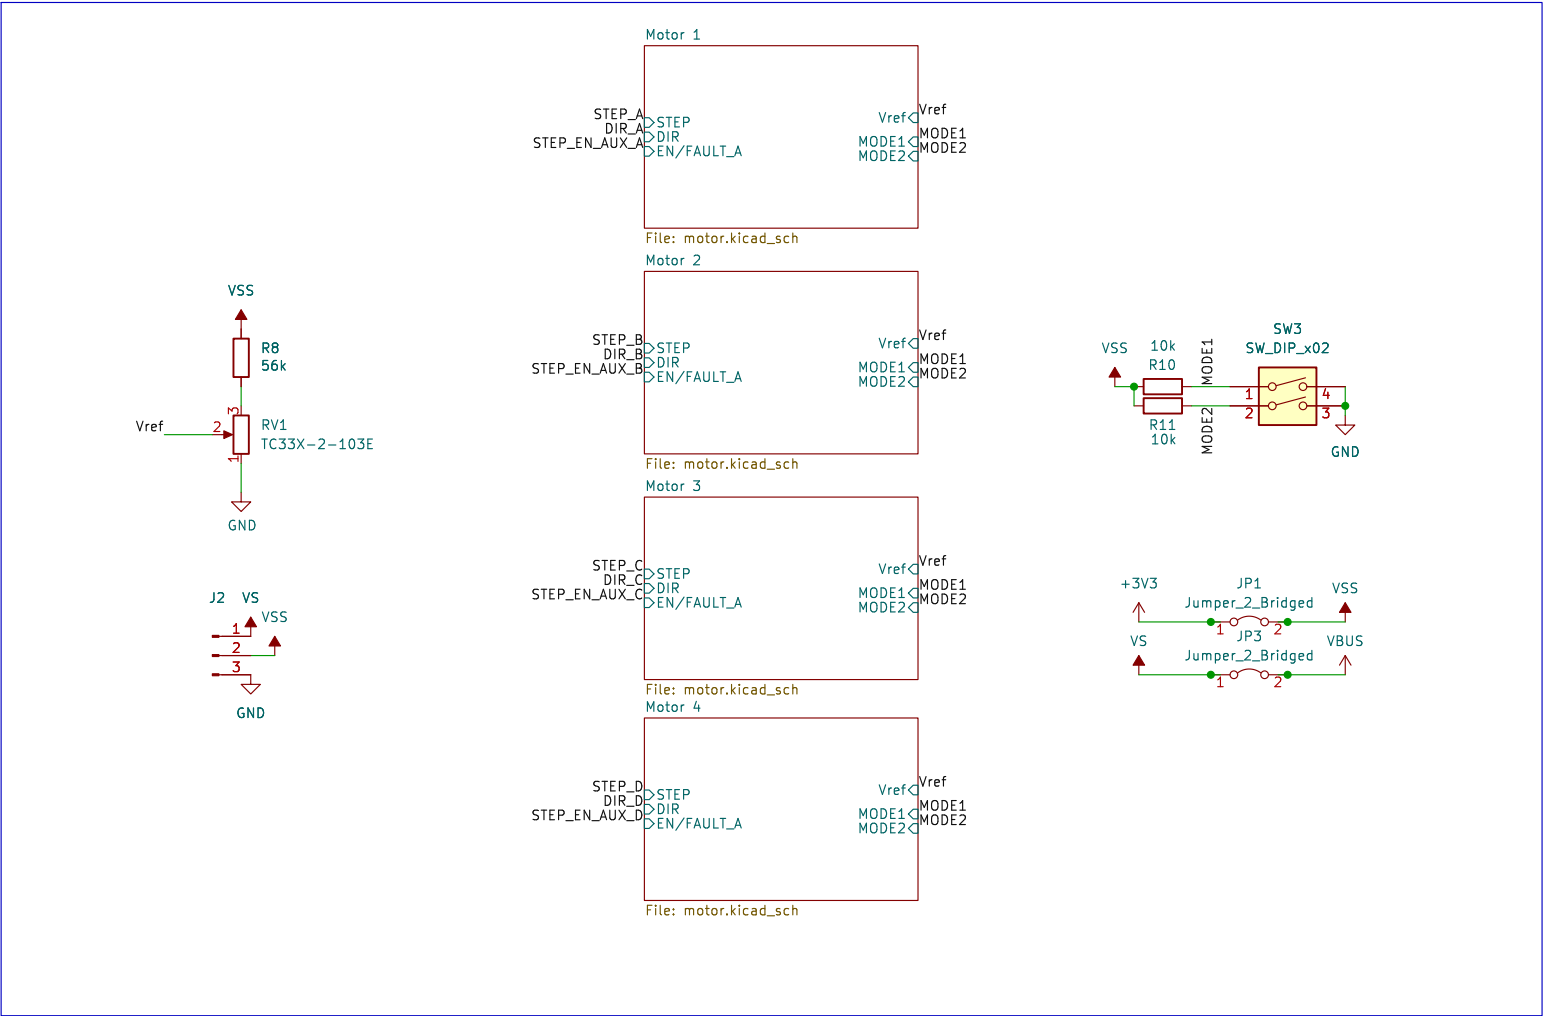 Motor 1
STEP_A
DIR_A
STEP_EN_AUX_A
STEP
DIR
EN/FAULT_A
Vref
MODE1
MODE2
Vref
MODE1
MODE2
File: motor.kicad_sch
Motor 2
STEP_B
DIR_B
STEP_EN_AUX_B
STEP
DIR
EN/FAULT_A
Vref
MODE1
MODE2
Vref
MODE1
MODE2
File: motor.kicad_sch
Motor 3
STEP_C
DIR_C
STEP_EN_AUX_C
STEP
DIR
EN/FAULT_A
Vref
MODE1
MODE2
Vref
MODE1
MODE2
File: motor.kicad_sch
Motor 4
STEP_D
DIR_D
STEP_EN_AUX_D
STEP
DIR
EN/FAULT_A
Vref
MODE1
MODE2
Vref
MODE1
MODE2
File: motor.kicad_sch
VSS
R8
56k
3
Vref
2
RV1
TC33X-2-103E
1
GND
J2
VS
VSS
1
2
3
GND
VSS
10k
R10
R11
10k
MODE1
MODE2
SW3
SW_DIP_x02
1
2
4
3
GND
+3V3
JP1
Jumper_2_Bridged
VSS
1
2
VS
JP3
Jumper_2_Bridged
VBUS
1
2